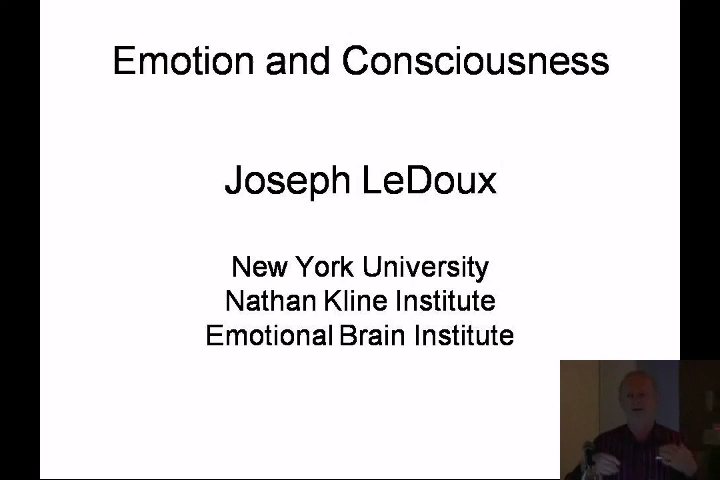 Emotion and Consciousness
Joseph LeDoux
New York University
Nathan Kline Institute
Emotional Brain Institute